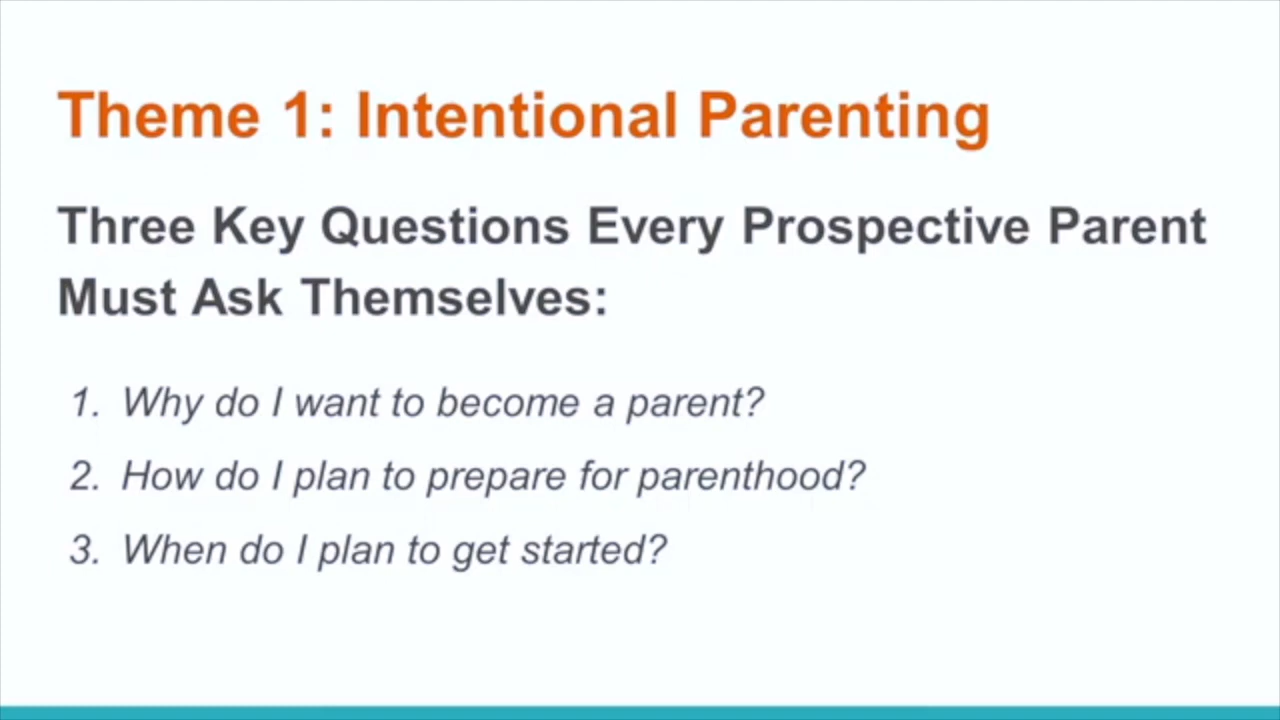 Theme 1: Intentional Parenting
Three Key Questions Every Prospective Parent
Must Ask Themselves:
1. Why do I want to become a parent?
2. How do I plan to prepare for parenthood?
3. When do I plan to get started?